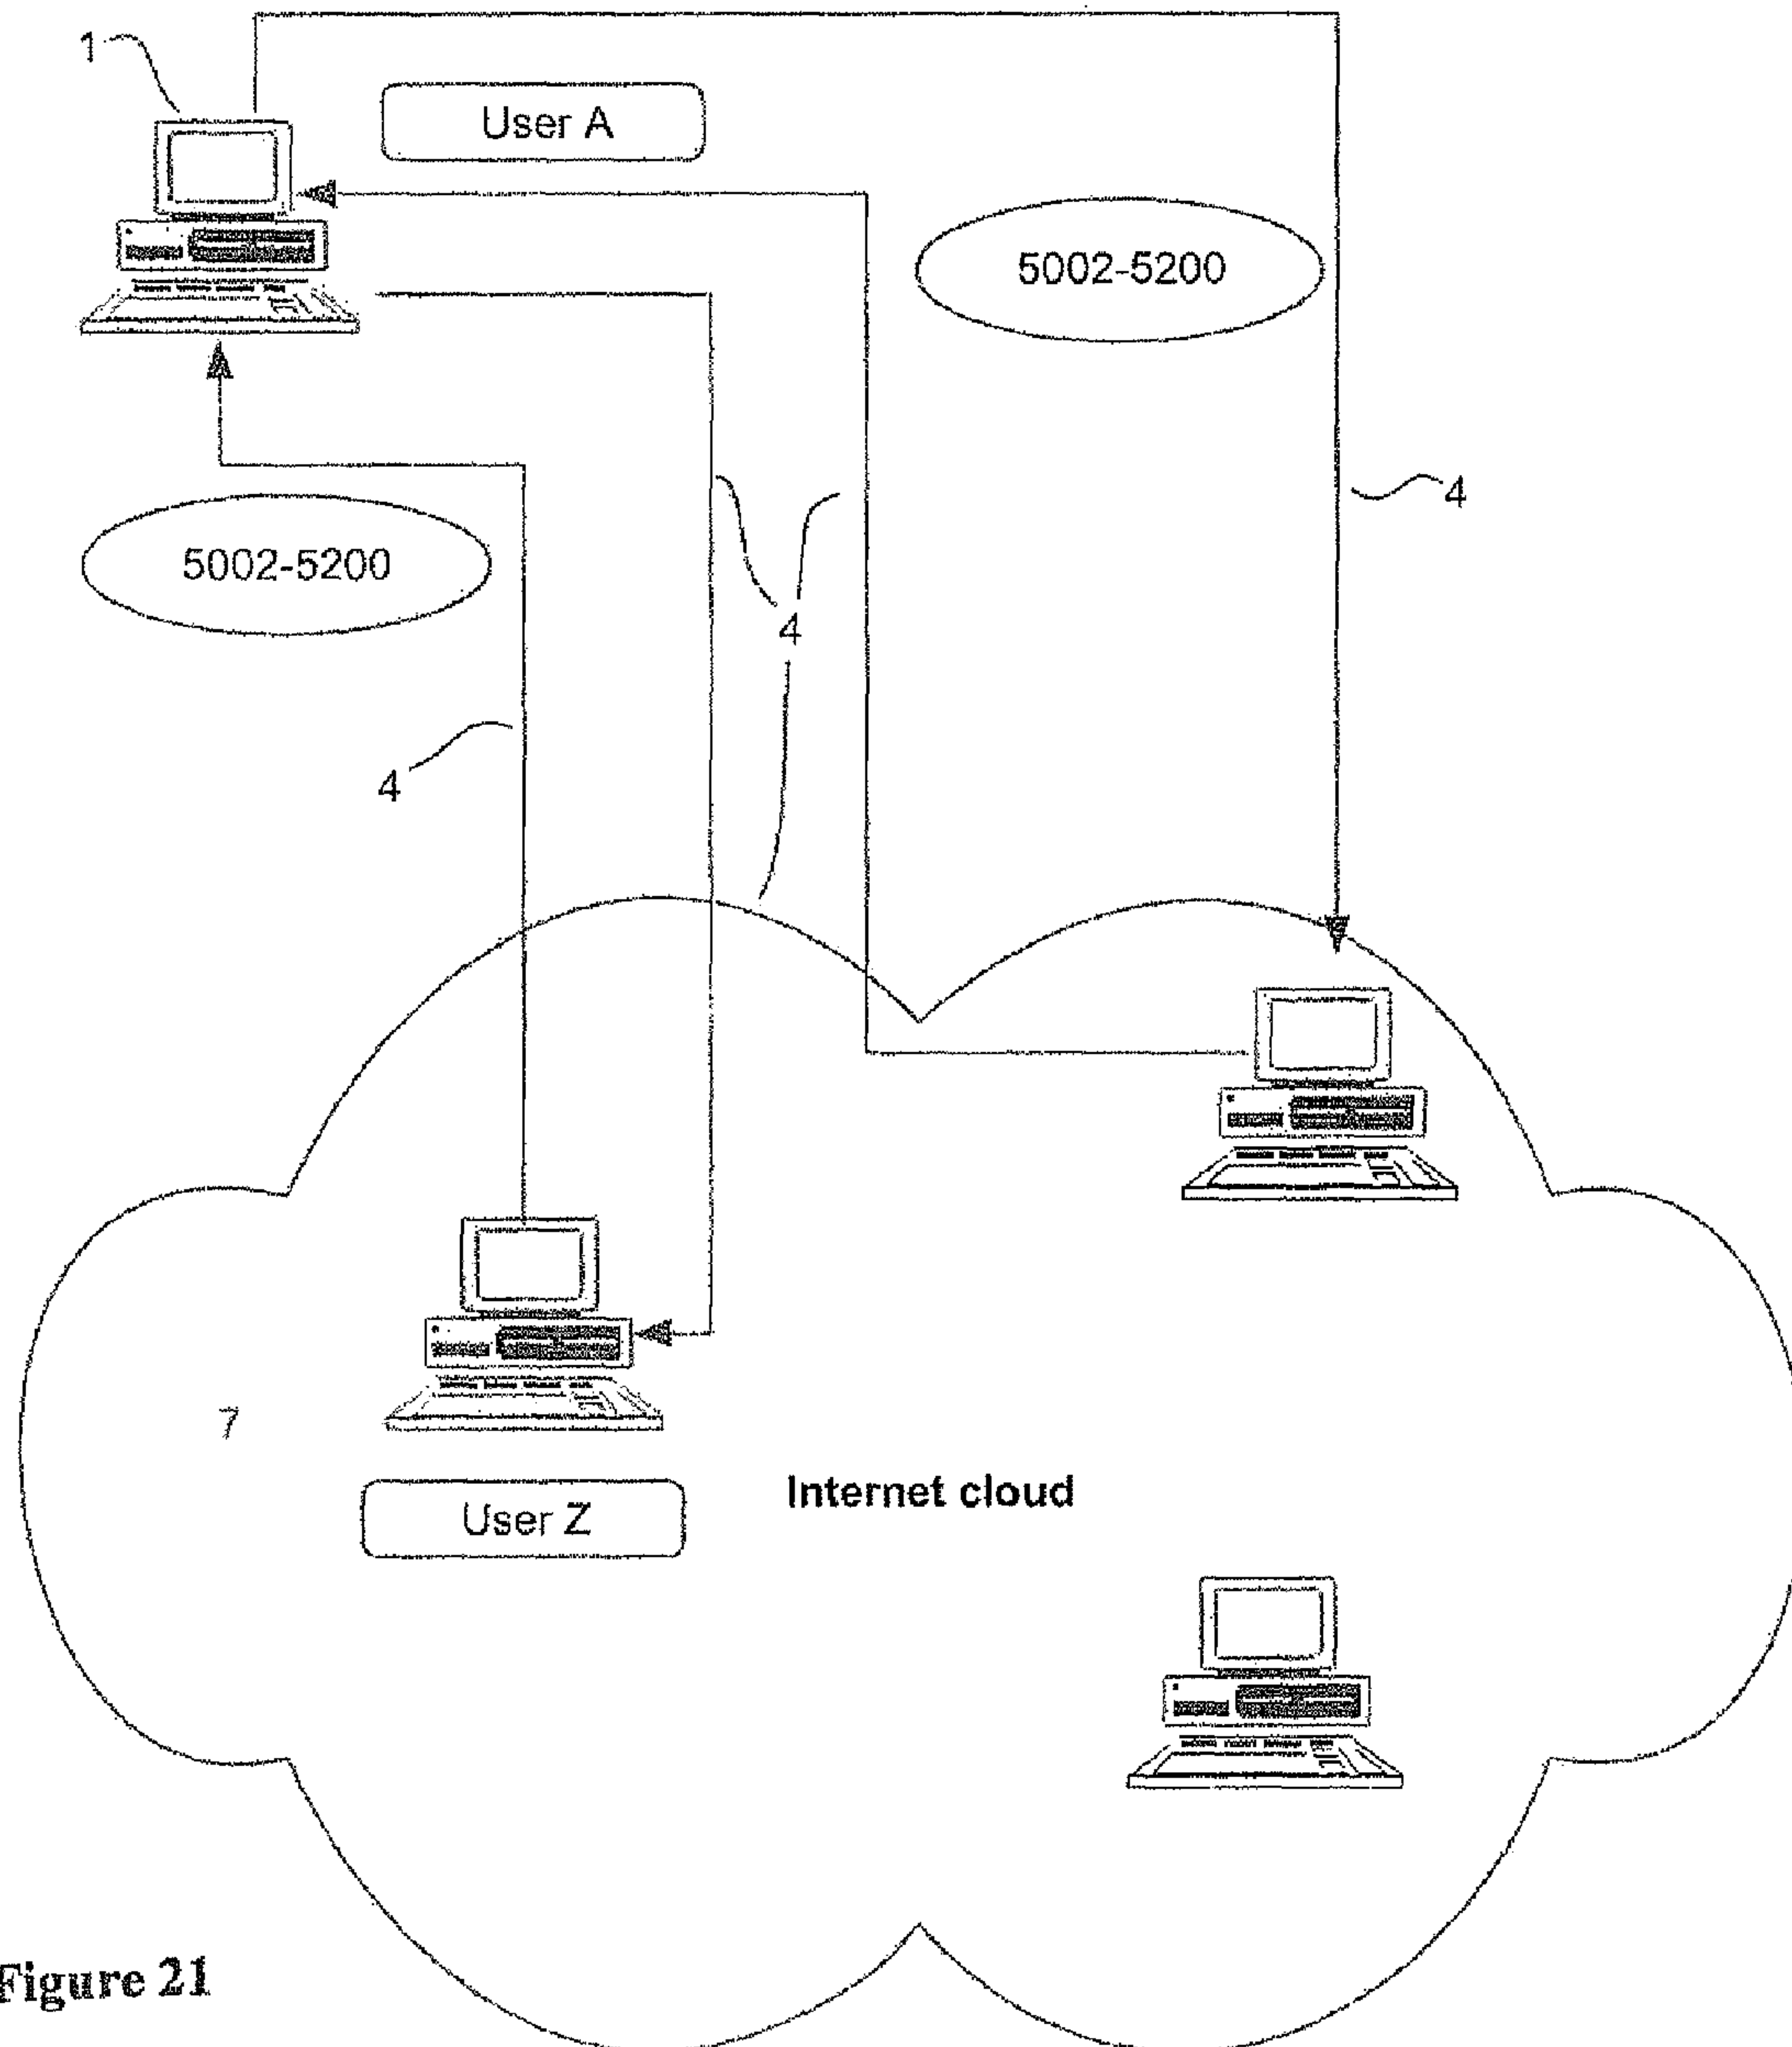 1
User A
5002-5200
4
5002-5200
4
4
7
User Z
Internet cloud
Figure 21